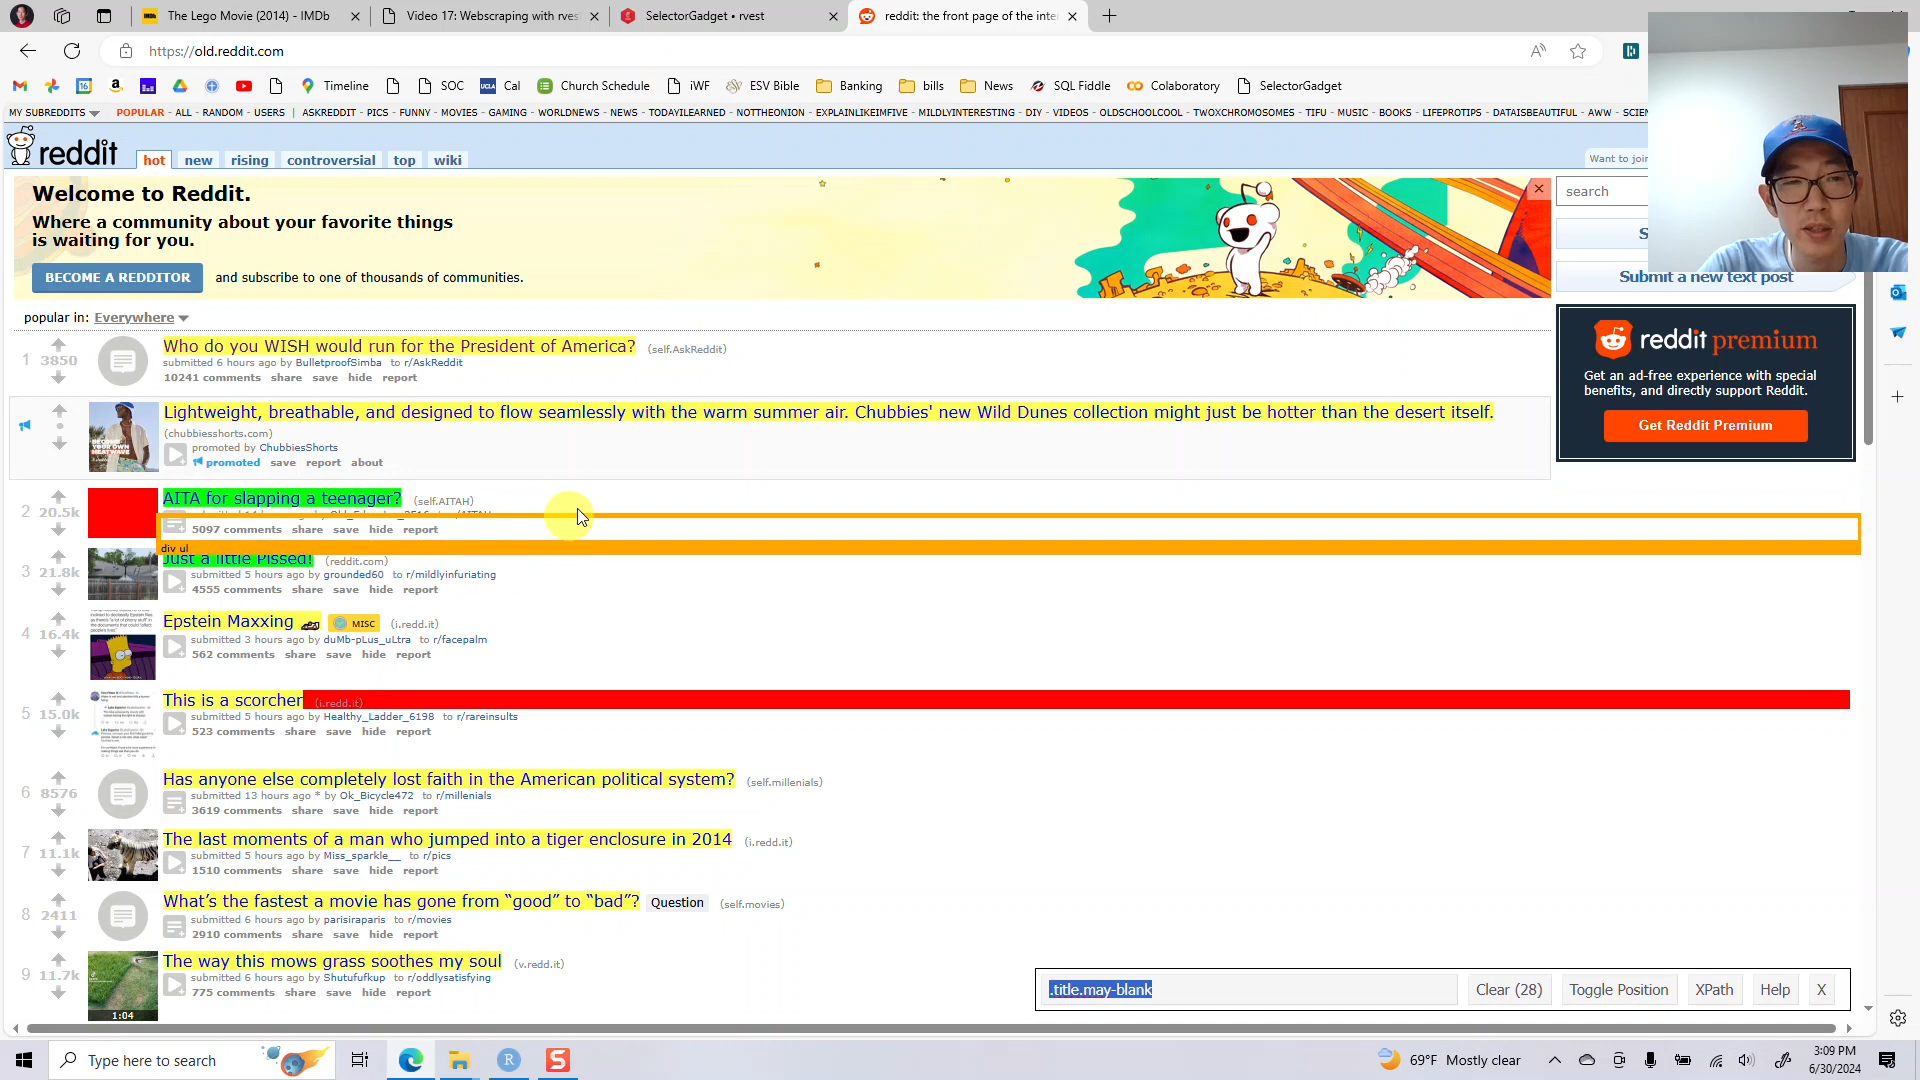 The Lego Movie (2014) - IMDb
Video 17: Webscraping with rves
SelectorGadget • rvest
reddit: the front page of the inte
https://old.reddit.com
Timeline
SOC
Cal
Church Schedule
iWF
ESV Bible
Banking
bills
News
SQL Fiddle
Colaboratory
SelectorGadget
MY SUBREDDITS
POPULAR - ALL - RANDOM - USERS | ASKREDDIT - PICS - FUNNY - MOVIES - GAMING - WORLDNEWS - NEWS - TODAYILEARNED - NOTTHEONION - EXPLAINLIKEIMFIVE - MILDLYINTERESTING - DIY - VIDEOS - OLDSCHOOLCOOL - TWOXCHROMOSOMES - TIFU - MUSIC - BOOKS - LIFEPROTIPS - DATAISBEAUTIFUL - AWW - SCIEN
reddit
hot
new
rising
controversial
top
wiki
Want to join
Welcome to Reddit.
Where a community about your favorite things
is waiting for you.
BECOME A REDDITOR
and subscribe to one of thousands of communities.
search
S
Submit a new text post
popular in: Everywhere
reddit premium
Get an ad-free experience with special
benefits, and directly support Reddit.
Get Reddit Premium
1
3850
Who do you WISH would run for the President of America? (self.AskReddit)
submitted 6 hours ago by BulletproofSimba to r/AskReddit
10241 comments share save hide report
Lightweight, breathable, and designed to flow seamlessly with the warm summer air. Chubbies' new Wild Dunes collection might just be hotter than the desert itself.
(chubbiesshorts.com)
promoted by ChubbiesShorts
promoted save report about
2
20.5k
AITA for slapping a teenager? (self.AITAH)
5097 comments share save hide report
div ul
3
21.8k
Just a little Pissed! (reddit.com)
submitted 5 hours ago by grounded60 to r/mildlyinfuriating
4555 comments share save hide report
4
16.4k
Epstein Maxxing MISC (i.redd.it)
submitted 3 hours ago by duMb-pLus_uLtra to r/facepalm
562 comments share save hide report
5
15.0k
This is a scorcher (i.redd.it)
submitted 5 hours ago by Healthy_Ladder_6198 to r/rareinsults
523 comments share save hide report
6
8576
Has anyone else completely lost faith in the American political system? (self.millenials)
submitted 13 hours ago * by Ok_Bicycle472 to r/millenials
3619 comments share save hide report
7
11.1k
The last moments of a man who jumped into a tiger enclosure in 2014 (i.redd.it)
submitted 5 hours ago by Miss_sparkle__ to r/pics
1510 comments share save hide report
8
2411
What’s the fastest a movie has gone from “good” to “bad”? Question (self.movies)
submitted 6 hours ago by parisiraparis to r/movies
2910 comments share save hide report
9
11.7k
The way this mows grass soothes my soul (v.redd.it)
submitted 6 hours ago by Shutufufkup to r/oddlysatisfying
775 comments share save hide report
1:04
.title.may-blank
Clear (28)
Toggle Position
XPath
Help
X
Type here to search
69°F Mostly clear
3:09 PM
6/30/2024